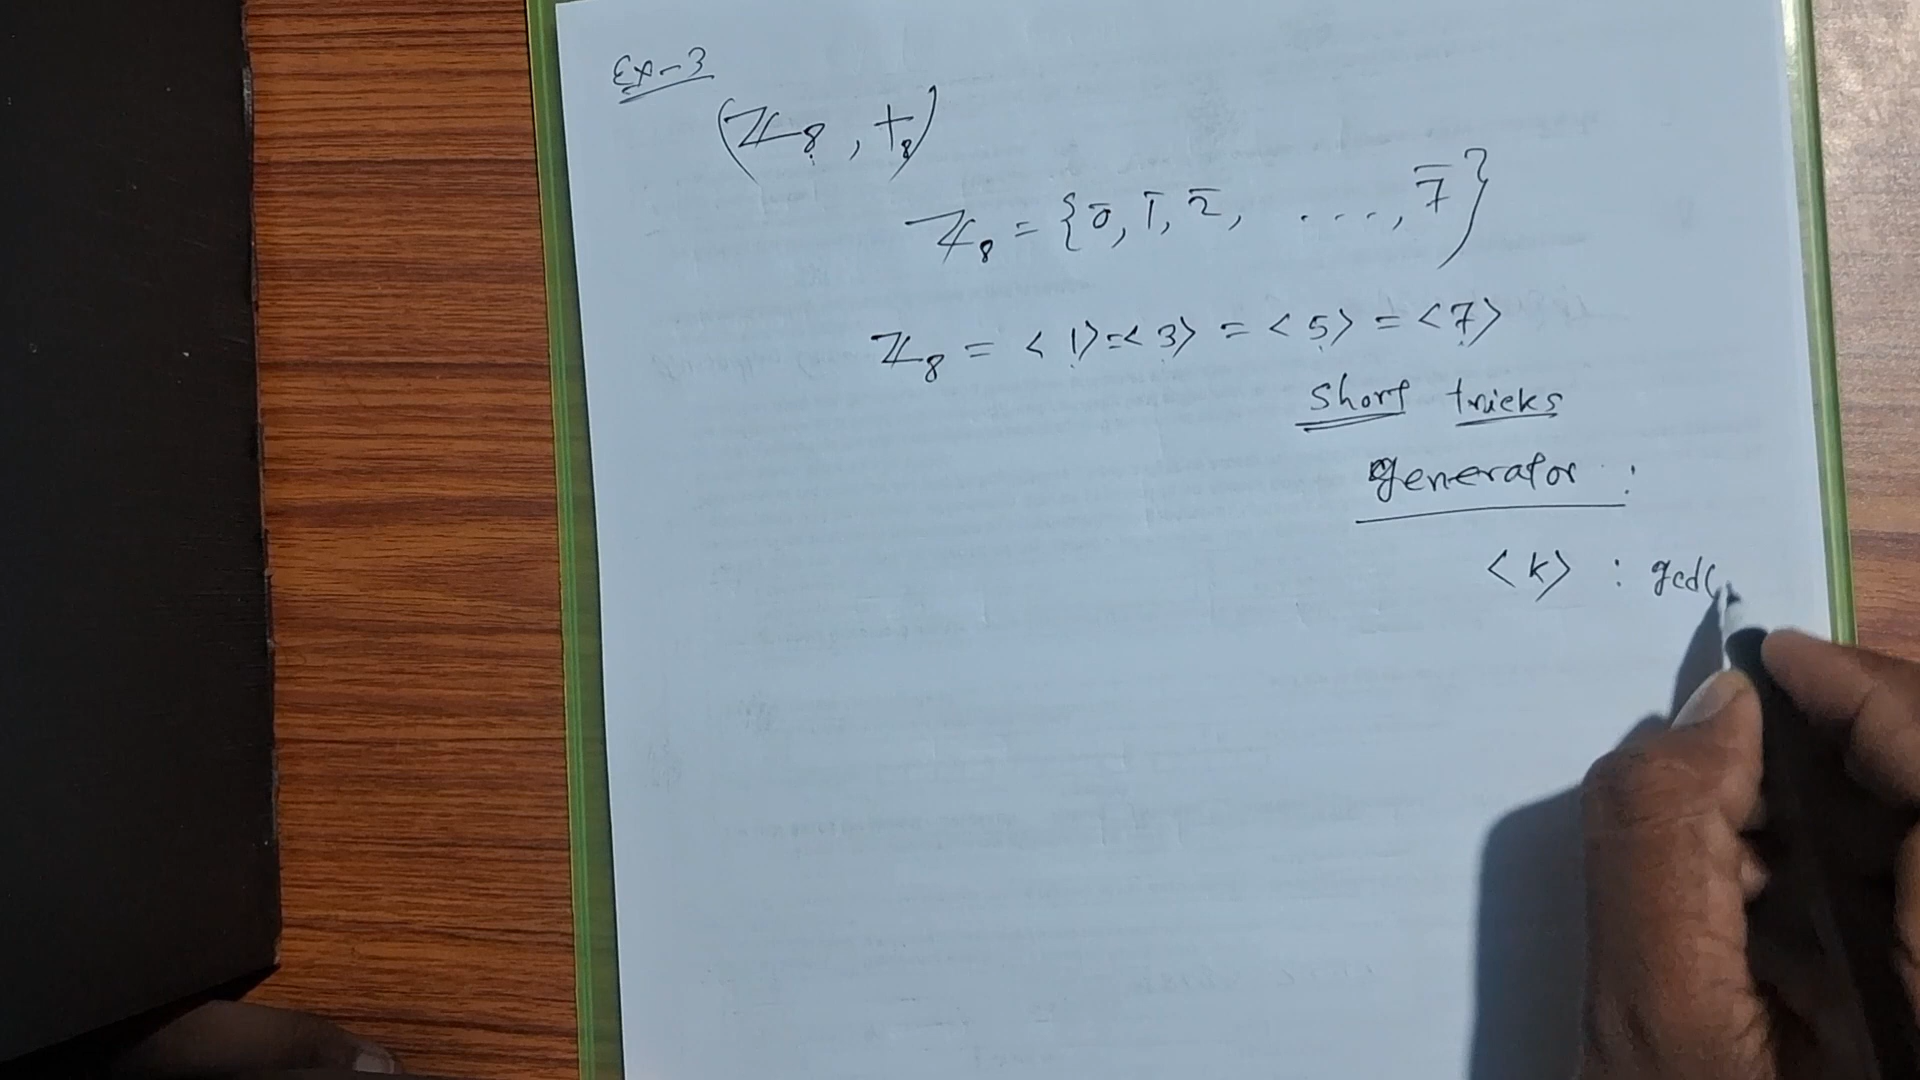 Ex-3
(ℤ₈, +₈)
ℤ₈ = {0̄, 1̄, 2̄, ...., 7̄}
ℤ₈ = <1> = <3> = <5> = <7>
short tricks
generator :
<k> : gcd(